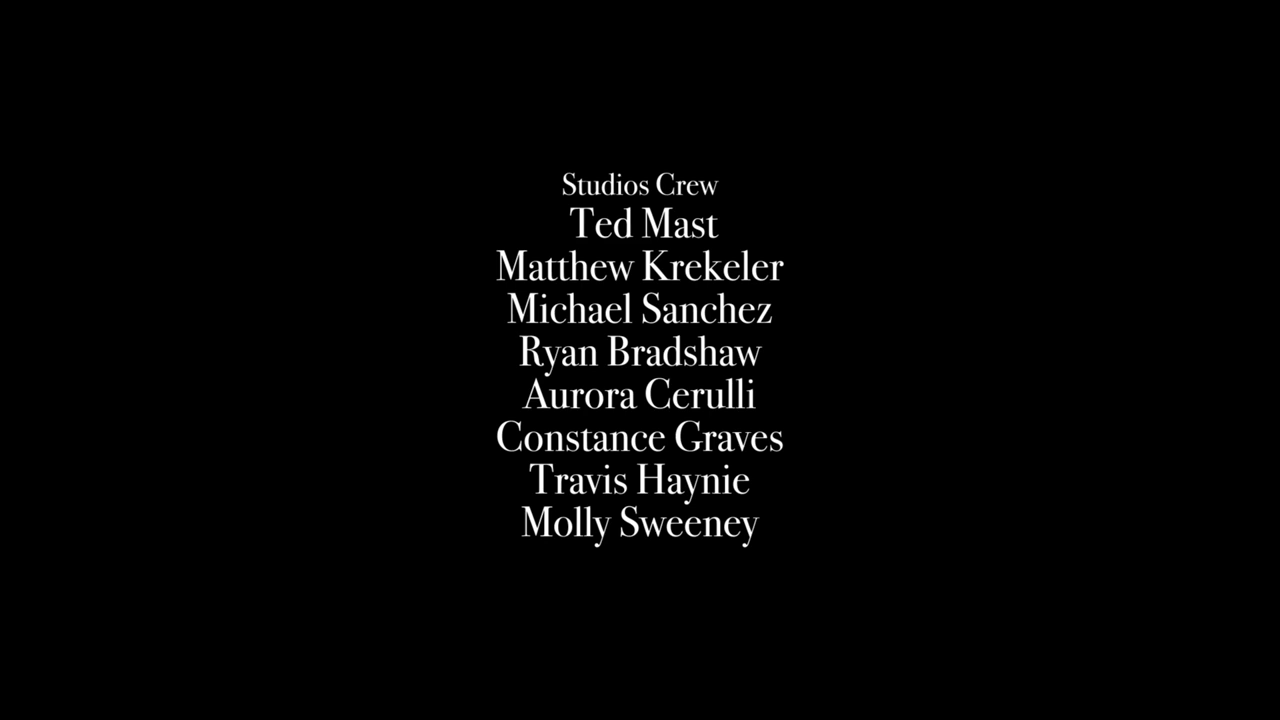 Studios Crew
Ted Mast
Matthew Krekeler
Michael Sanchez
Ryan Bradshaw
Aurora Cerulli
Constance Graves
Travis Haynie
Molly Sweeney